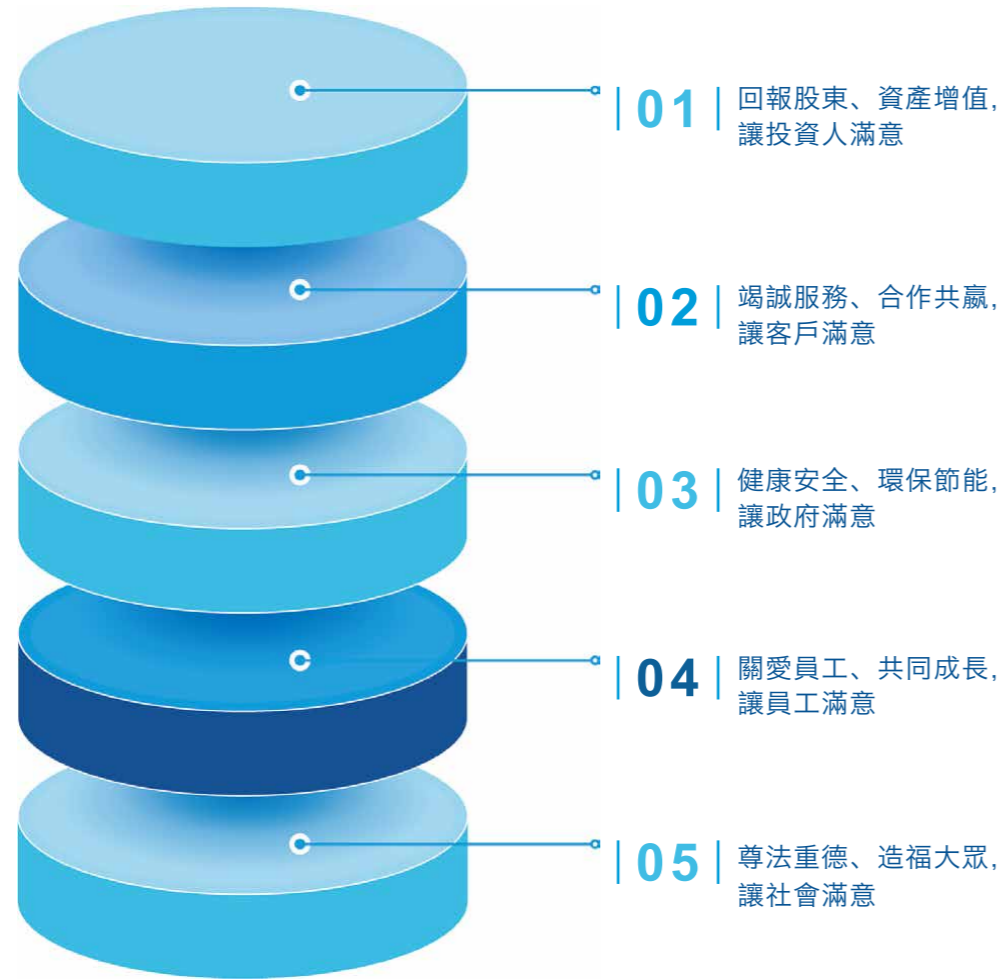 01
回報股東、資產增值,
讓投資人滿意
02
竭誠服務、合作共嬴,
讓客戶滿意
03
健康安全、環保節能,
讓政府滿意
04
關愛員工、共同成長,
讓員工滿意
05
尊法重德、造福大眾,
讓社會滿意